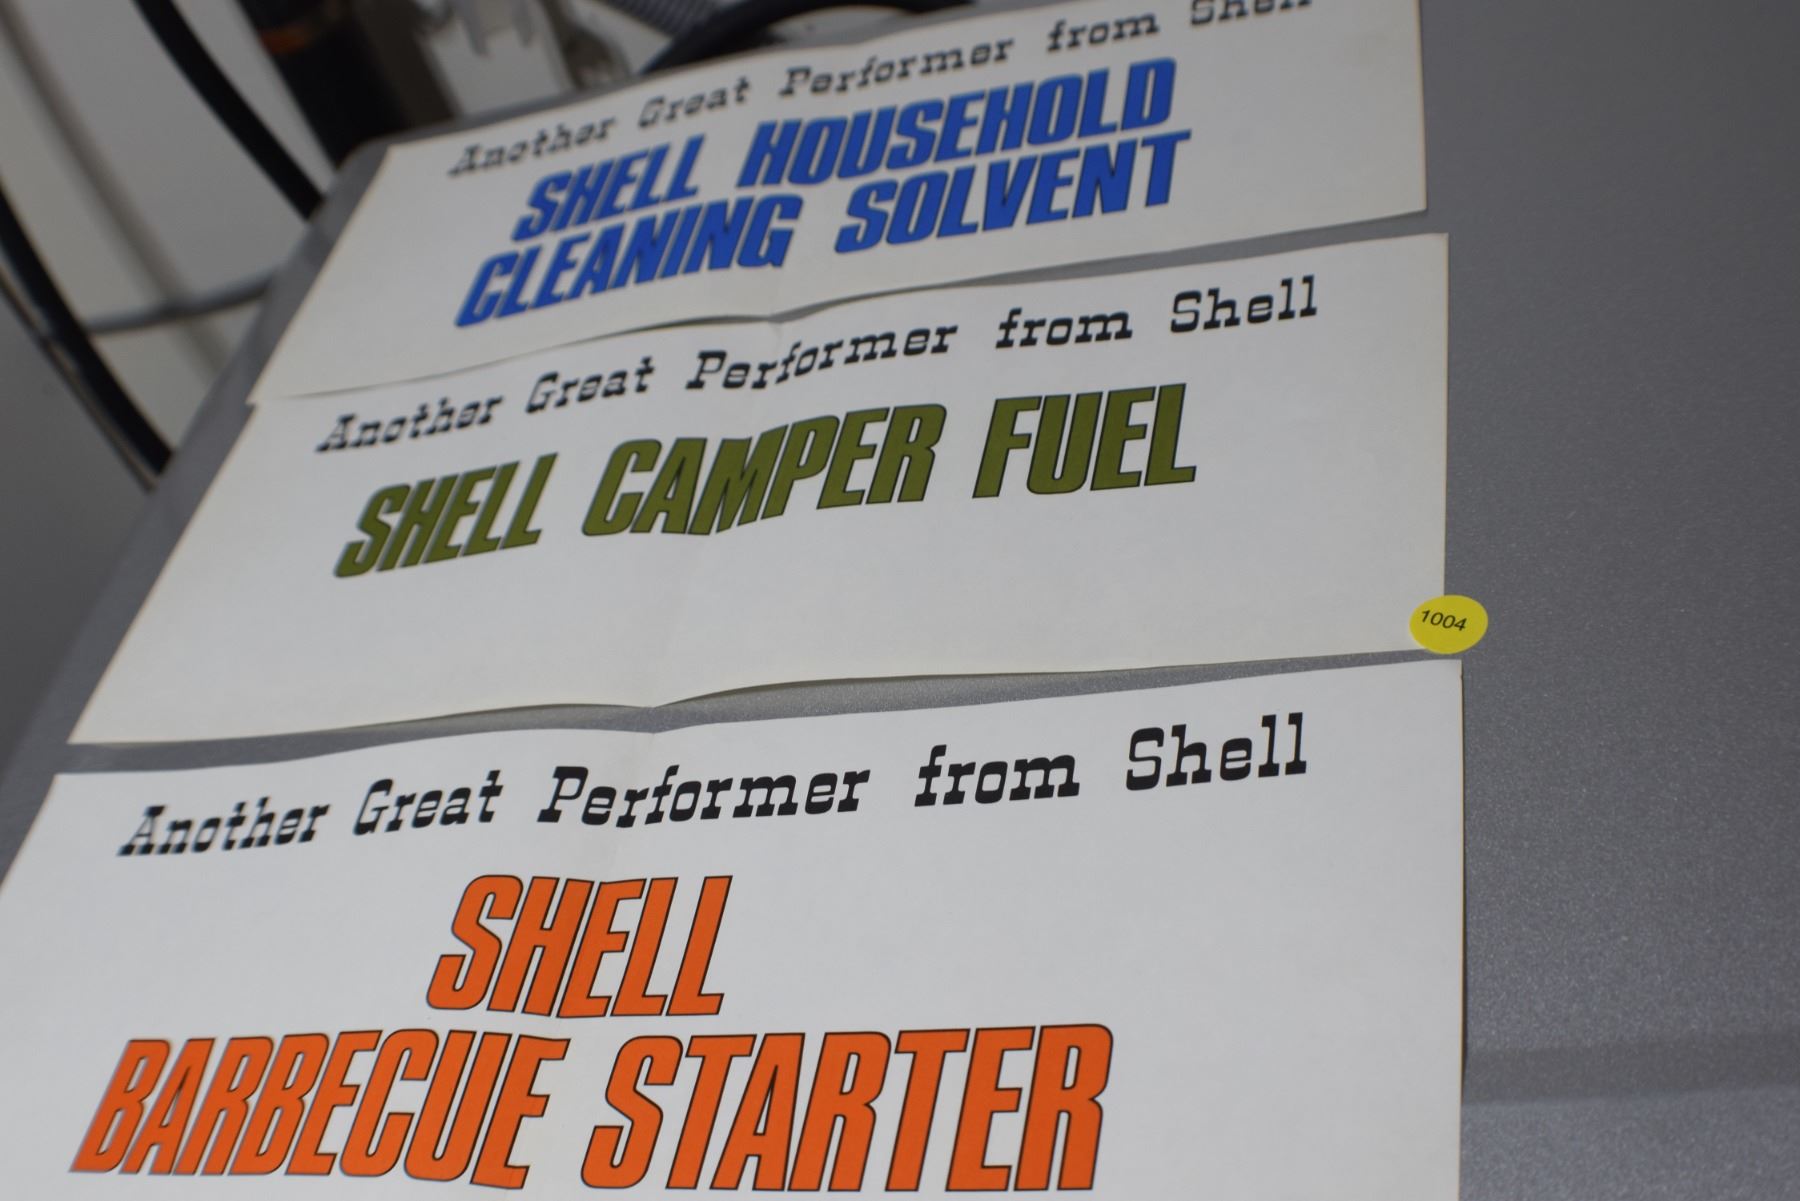 Another Great Performer from Shell
SHELL HOUSEHOLD
CLEANING SOLVENT
Another Great Performer from Shell
SHELL CAMPER FUEL
1004
Another Great Performer from Shell
SHELL
BARBECUE STARTER